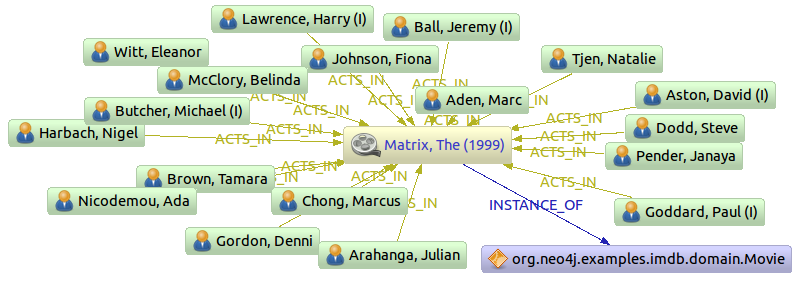 Lawrence, Harry (I)
Ball, Jeremy (I)
Witt, Eleanor
Johnson, Fiona
Tjen, Natalie
McClory, Belinda
ACTS_IN
ACTS_IN
ACTS_IN
Aden, Marc
Aston, David (I)
Butcher, Michael (I)
ACTS_IN
ACTS_IN
ACTS_IN
Dodd, Steve
Harbach, Nigel
ACTS_IN
Matrix, The (1999)
ACTS_IN
ACTS_IN
Pender, Janaya
Brown, Tamara
ACTS_IN
ACTS_IN
ACTS_IN
Nicodemou, Ada
Chong, Marcus
INSTANCE_OF
Goddard, Paul (I)
Gordon, Denni
Arahanga, Julian
org.neo4j.examples.imdb.domain.Movie